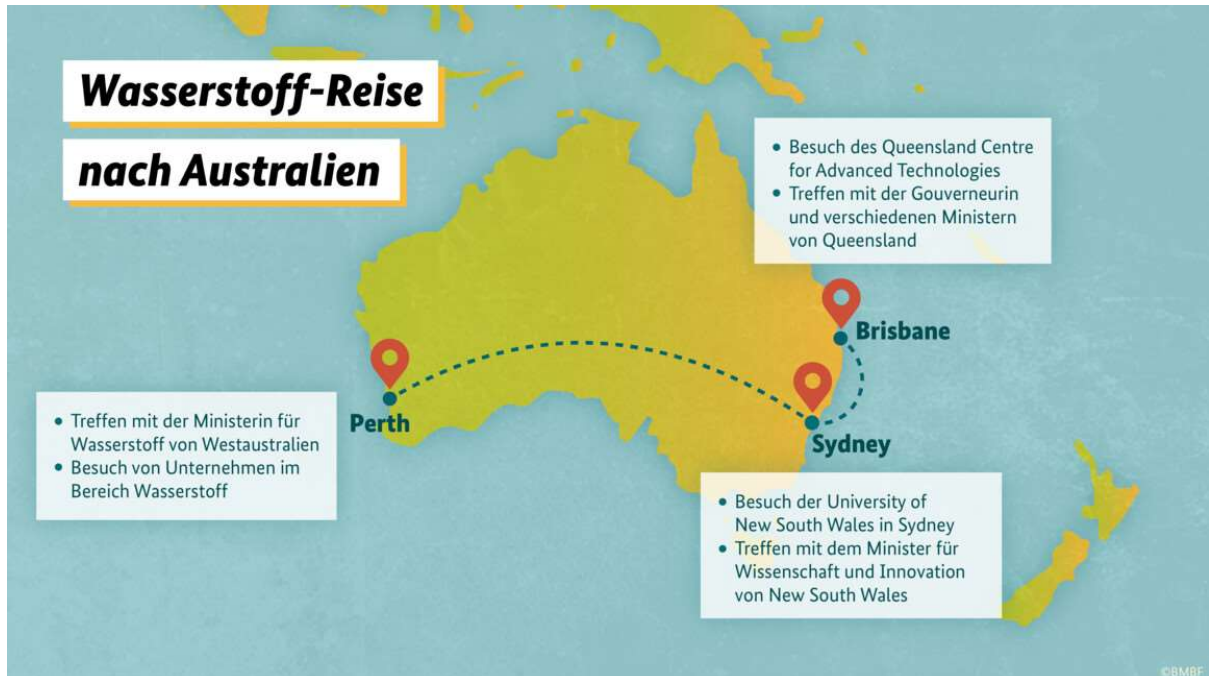 Wasserstoff-Reise
nach Australien
• Besuch des Queensland Centre
for Advanced Technologies
• Treffen mit der Gouverneurin
und verschiedenen Ministern
von Queensland
Brisbane
Perth
Sydney
• Treffen mit der Ministerin für
Wasserstoff von Westaustralien
• Besuch von Unternehmen im
Bereich Wasserstoff
• Besuch der University of
New South Wales in Sydney
• Treffen mit dem Minister für
Wissenschaft und Innovation
von New South Wales
©BMBF